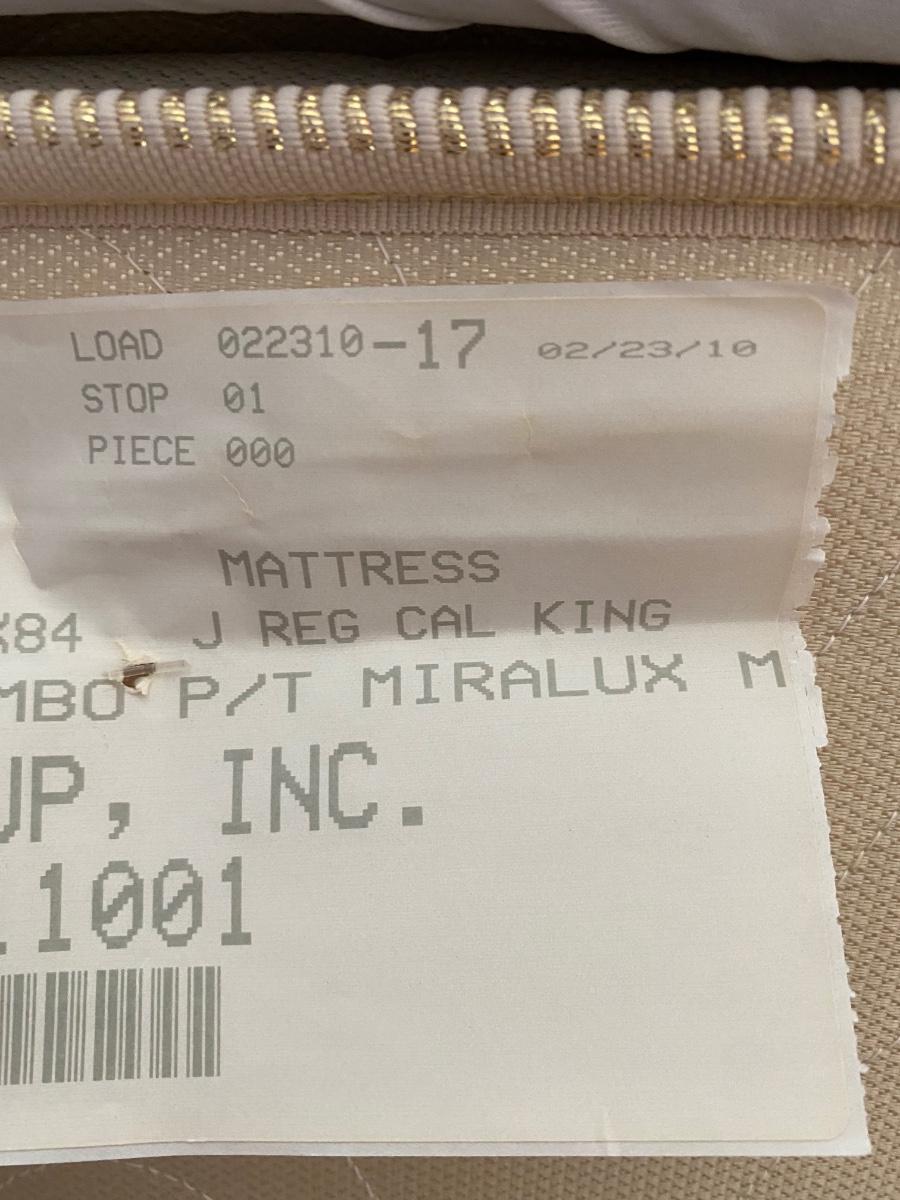 LOAD 022310-17 02/23/10
STOP 01
PIECE 000
MATTRESS
X84 J REG CAL KING
MBO P/T MIRALUX M
UP, INC.
11001